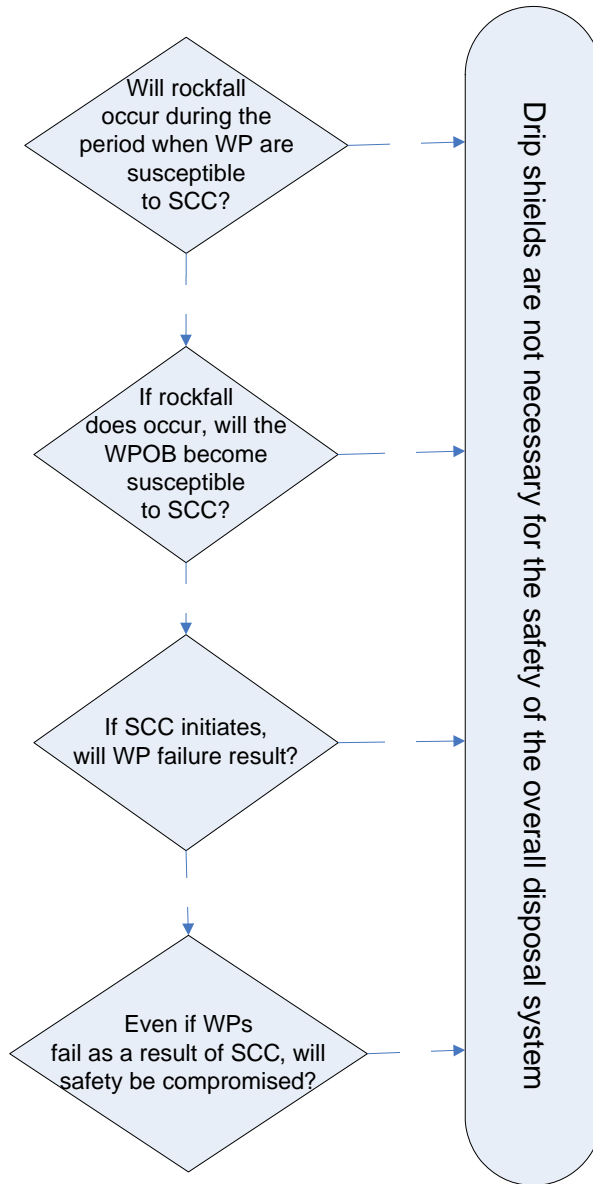 Will rockfall
occur during the
period when WP are
susceptible
to SCC?
If rockfall
does occur, will the
WPOB become
susceptible
to SCC?
If SCC initiates,
will WP failure result?
Even if WPs
fail as a result of SCC, will
safety be compromised?
Drip shields are not necessary for the safety of the overall disposal system